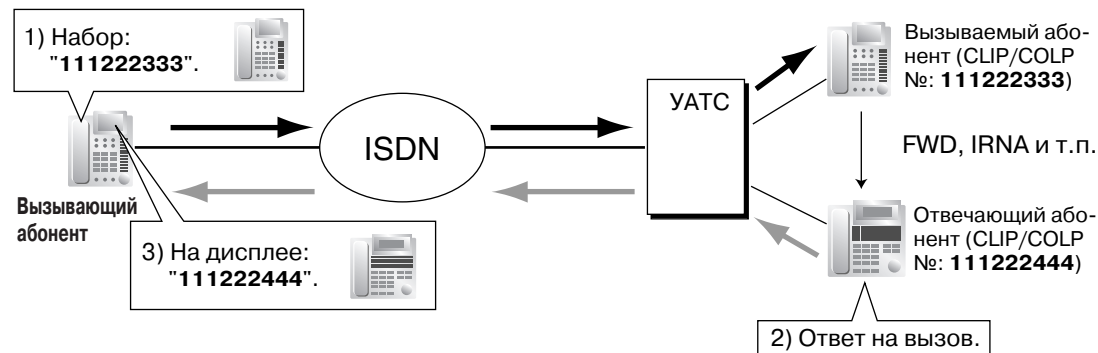 1) Набор:
"111222333".
Вызывающий
абонент
3) На дисплее:
"111222444".
ISDN
УАТС
Вызываемый або-
нент (CLIP/COLP
№: 111222333)
FWD, IRNA и т.п.
Отвечающий або-
нент (CLIP/COLP
№: 111222444)
2) Ответ на вызов.